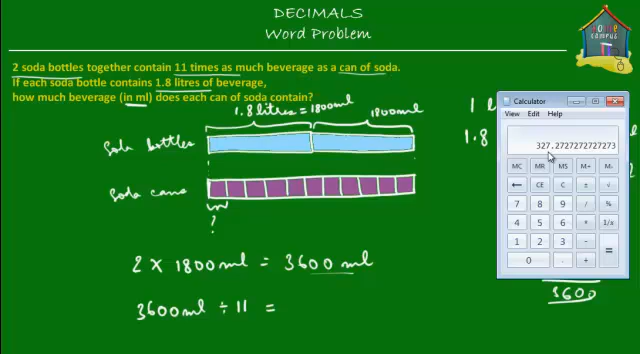 DECIMALS
Word Problem
home campus
2 soda bottles together contain 11 times as much beverage as a can of soda.
If each soda bottle contains 1.8 litres of beverage,
how much beverage (in ml) does each can of soda contain?
1.8 litres = 1800ml
1800ml
1 l
1.8
Soda bottles
Soda cans
?
2 × 1800ml = 3600 ml
3600ml ÷ 11 =
3600
Calculator
View Edit Help
327.2727272727273
MC MR MS M+ M-
← CE C ± √
7 8 9 / %
4 5 6 * 1/x
1 2 3 - =
0 . +